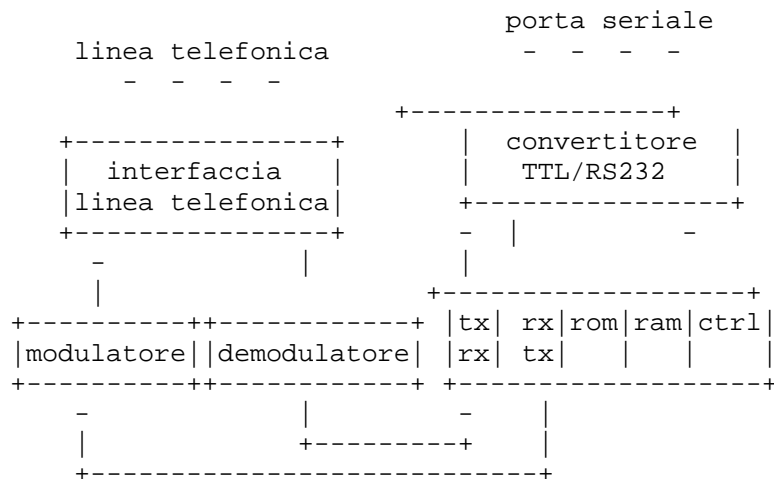 porta seriale
linea telefonica
- - - -
- - - -
+----------------+
+----------------+ | convertitore |
| interfaccia | | TTL/RS232 |
|linea telefonica| +----------------+
+----------------+ - | -
- | |
| +-------------------+
+----------++------------+ |tx| rx|rom|ram|ctrl|
|modulatore||demodulatore| |rx| tx| | | |
+----------++------------+ +-------------------+
- | - |
| +---------+ |
+----------------------------+